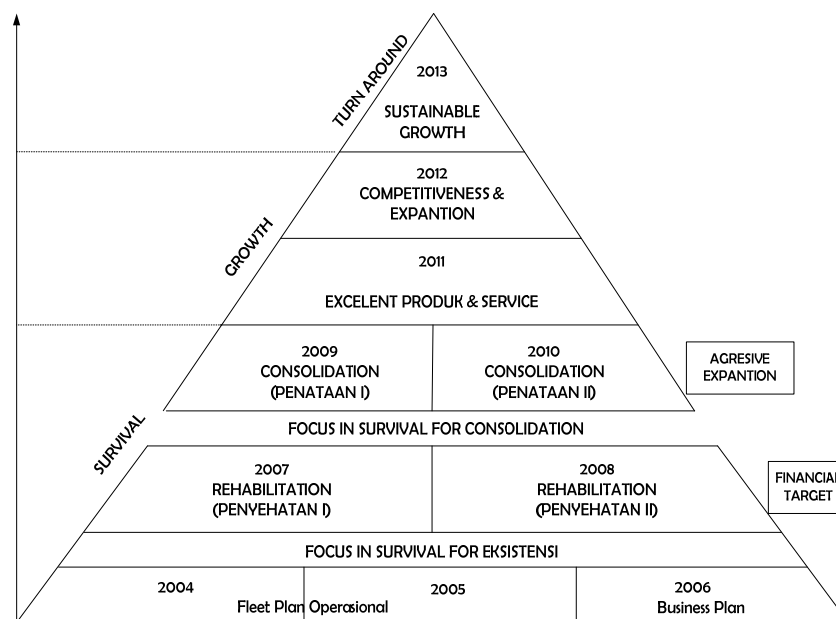 TURN AROUND
2013
SUSTAINABLE
GROWTH
2012
COMPETITIVENESS &
EXPANTION
GROWTH
2011
EXCELENT PRODUK & SERVICE
2009
CONSOLIDATION
(PENATAAN I)
2010
CONSOLIDATION
(PENATAAN II)
AGRESIVE
EXPANTION
FOCUS IN SURVIVAL FOR CONSOLIDATION
SURVIVAL
2007
REHABILITATION
(PENYEHATAN I)
2008
REHABILITATION
(PENYEHATAN II)
FINANCIAL
TARGET
FOCUS IN SURVIVAL FOR EKSISTENSI
2004
2005
2006
Fleet Plan Operasional
Business Plan